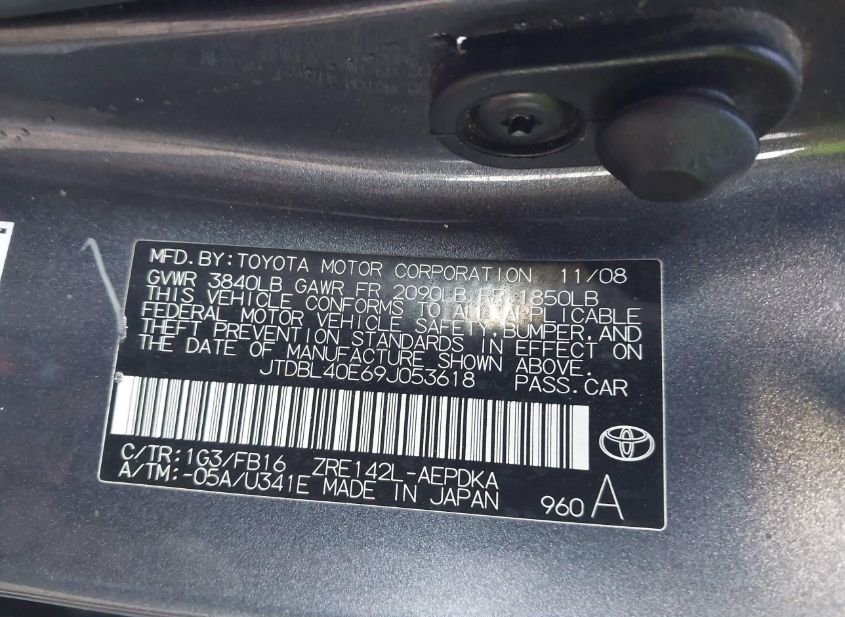 MFD. BY: TOYOTA MOTOR CORPORATION 11/08
GVWR 3840LB GAWR FR 2090LB RR 1850LB
THIS VEHICLE CONFORMS TO ALL APPLICABLE
FEDERAL MOTOR VEHICLE SAFETY, BUMPER, AND
THEFT PREVENTION STANDARDS IN EFFECT ON
THE DATE OF MANUFACTURE SHOWN ABOVE.
JTDBL40E69J053618 PASS.CAR
C/TR:1G3/FB16 ZRE142L-AEPDKA
A/TM:-05A/U341E MADE IN JAPAN 960 A